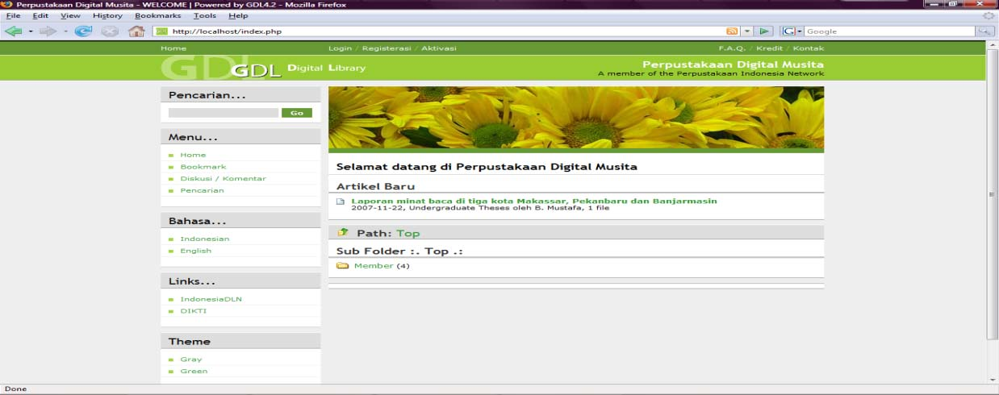 Perpustakaan Digital Musita - WELCOME | Powered by GDL4.2 - Mozilla Firefox
File Edit View History Bookmarks Tools Help
http://localhost/index.php
Google
Home
Login / Registerasi / Aktivasi
F.A.Q. / Kredit / Kontak
GDL GDL Digital Library
Perpustakaan Digital Musita
A member of the Perpustakaan Indonesia Network
Pencarian...
Go
Menu...
Home
Bookmark
Diskusi / Komentar
Pencarian
Bahasa...
Indonesian
English
Links...
IndonesiaDLN
DIKTI
Theme
Gray
Green
Selamat datang di Perpustakaan Digital Musita
Artikel Baru
Laporan minat baca di tiga kota Makassar, Pekanbaru dan Banjarmasin
2007-11-22, Undergraduate Theses oleh B. Mustafa, 1 file
Path: Top
Sub Folder :. Top .:
Member (4)
Done